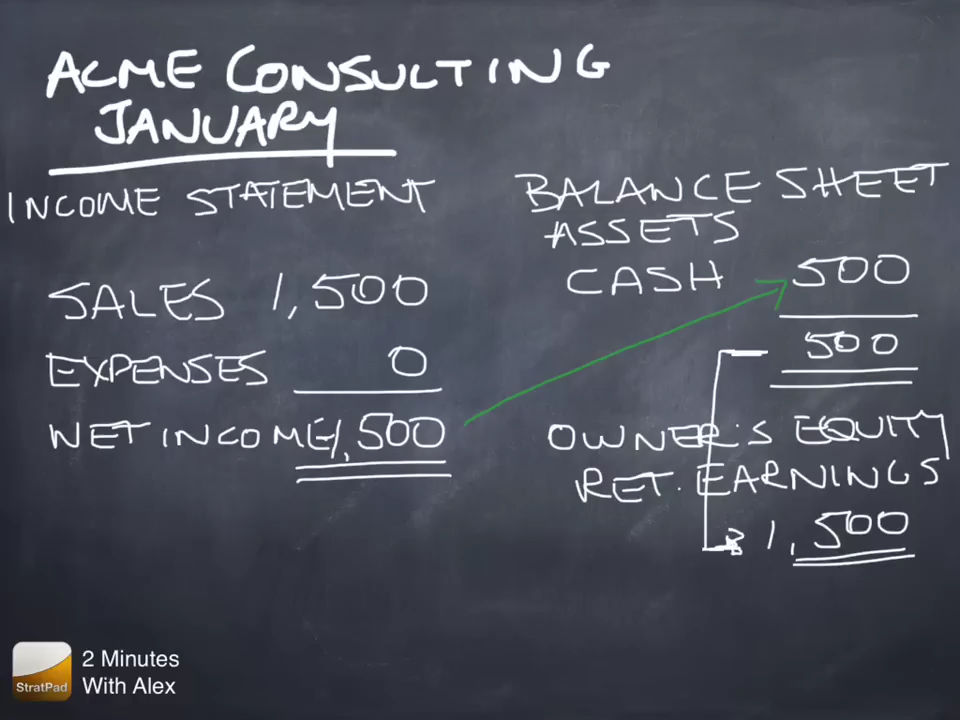 ACME CONSULTING
JANUARY
INCOME STATEMENT
SALES 1,500
EXPENSES 0
NET INCOME 1,500
BALANCE SHEET
ASSETS
CASH 500
500
OWNER'S EQUITY
RET. EARNINGS
1,500
StratPad
2 Minutes
With Alex